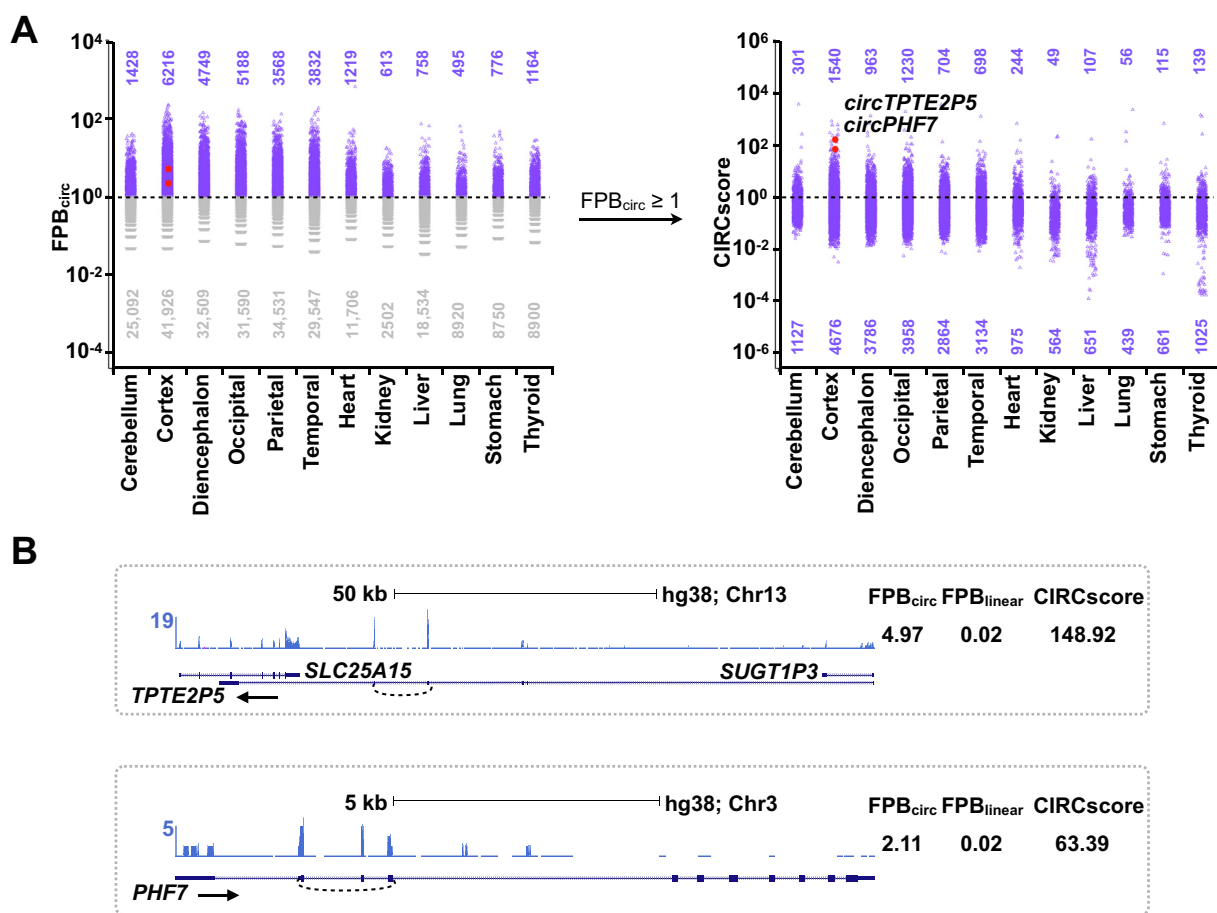 A
FPBcirc
10^4
10^2
10^0
10^-2
10^-4
1428 6216 4749 5188 3568 3832 1219 613 758 495 776 1164
25,092 41,926 32,509 31,590 34,531 29,547 11,706 2502 18,534 8920 8750 8900
Cerebellum Cortex Diencephalon Occipital Parietal Temporal Heart Kidney Liver Lung Stomach Thyroid
FPBcirc ≥ 1
CIRCscore
10^6
10^4
10^2
10^0
10^-2
10^-4
10^-6
301 1540 963 1230 704 698 244 49 107 56 115 139
circTPTE2P5
circPHF7
1127 4676 3786 3958 2864 3134 975 564 651 439 661 1025
Cerebellum Cortex Diencephalon Occipital Parietal Temporal Heart Kidney Liver Lung Stomach Thyroid
B
50 kb hg38; Chr13
19
SLC25A15 SUGT1P3
TPTE2P5
FPBcirc FPBlinear CIRCscore
4.97 0.02 148.92
5 kb hg38; Chr3
5
PHF7
FPBcirc FPBlinear CIRCscore
2.11 0.02 63.39